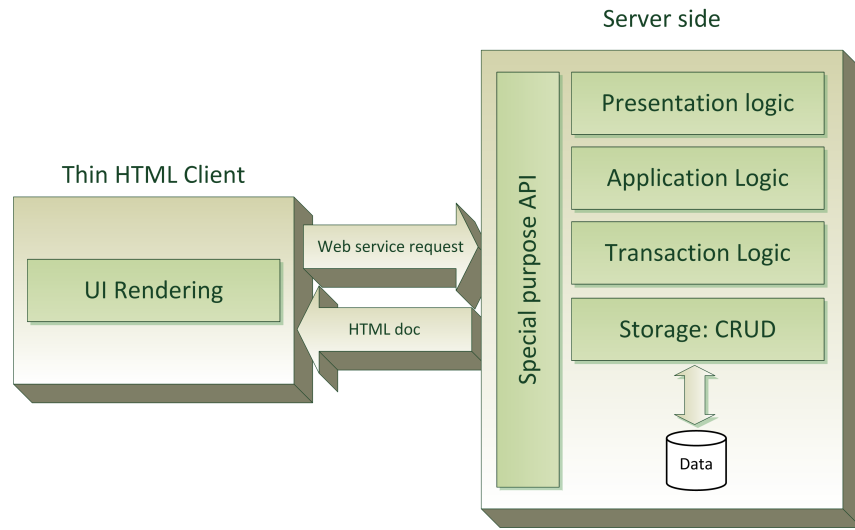 Server side
Presentation logic
Thin HTML Client
Application Logic
Special purpose API
Web service request
Transaction Logic
UI Rendering
HTML doc
Storage: CRUD
Data